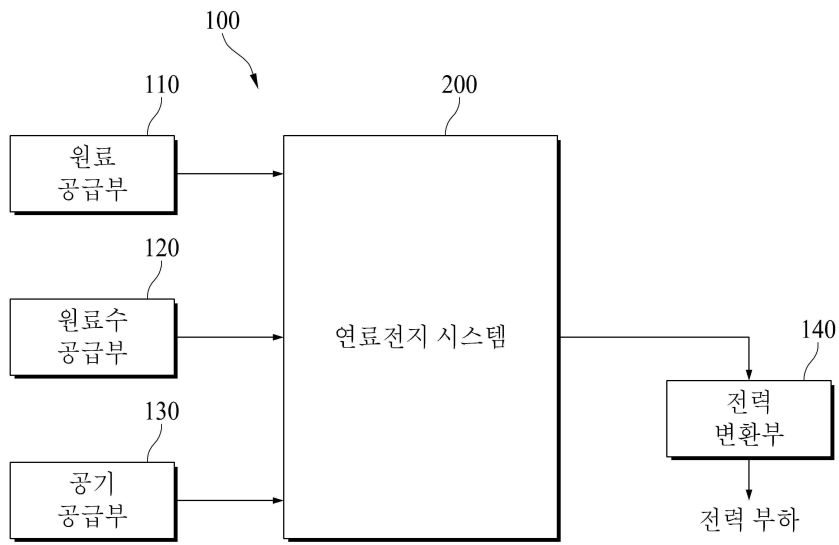 100
110
원료
공급부
200
120
원료수
공급부
연료전지 시스템
130
공기
공급부
140
전력
변환부
전력 부하